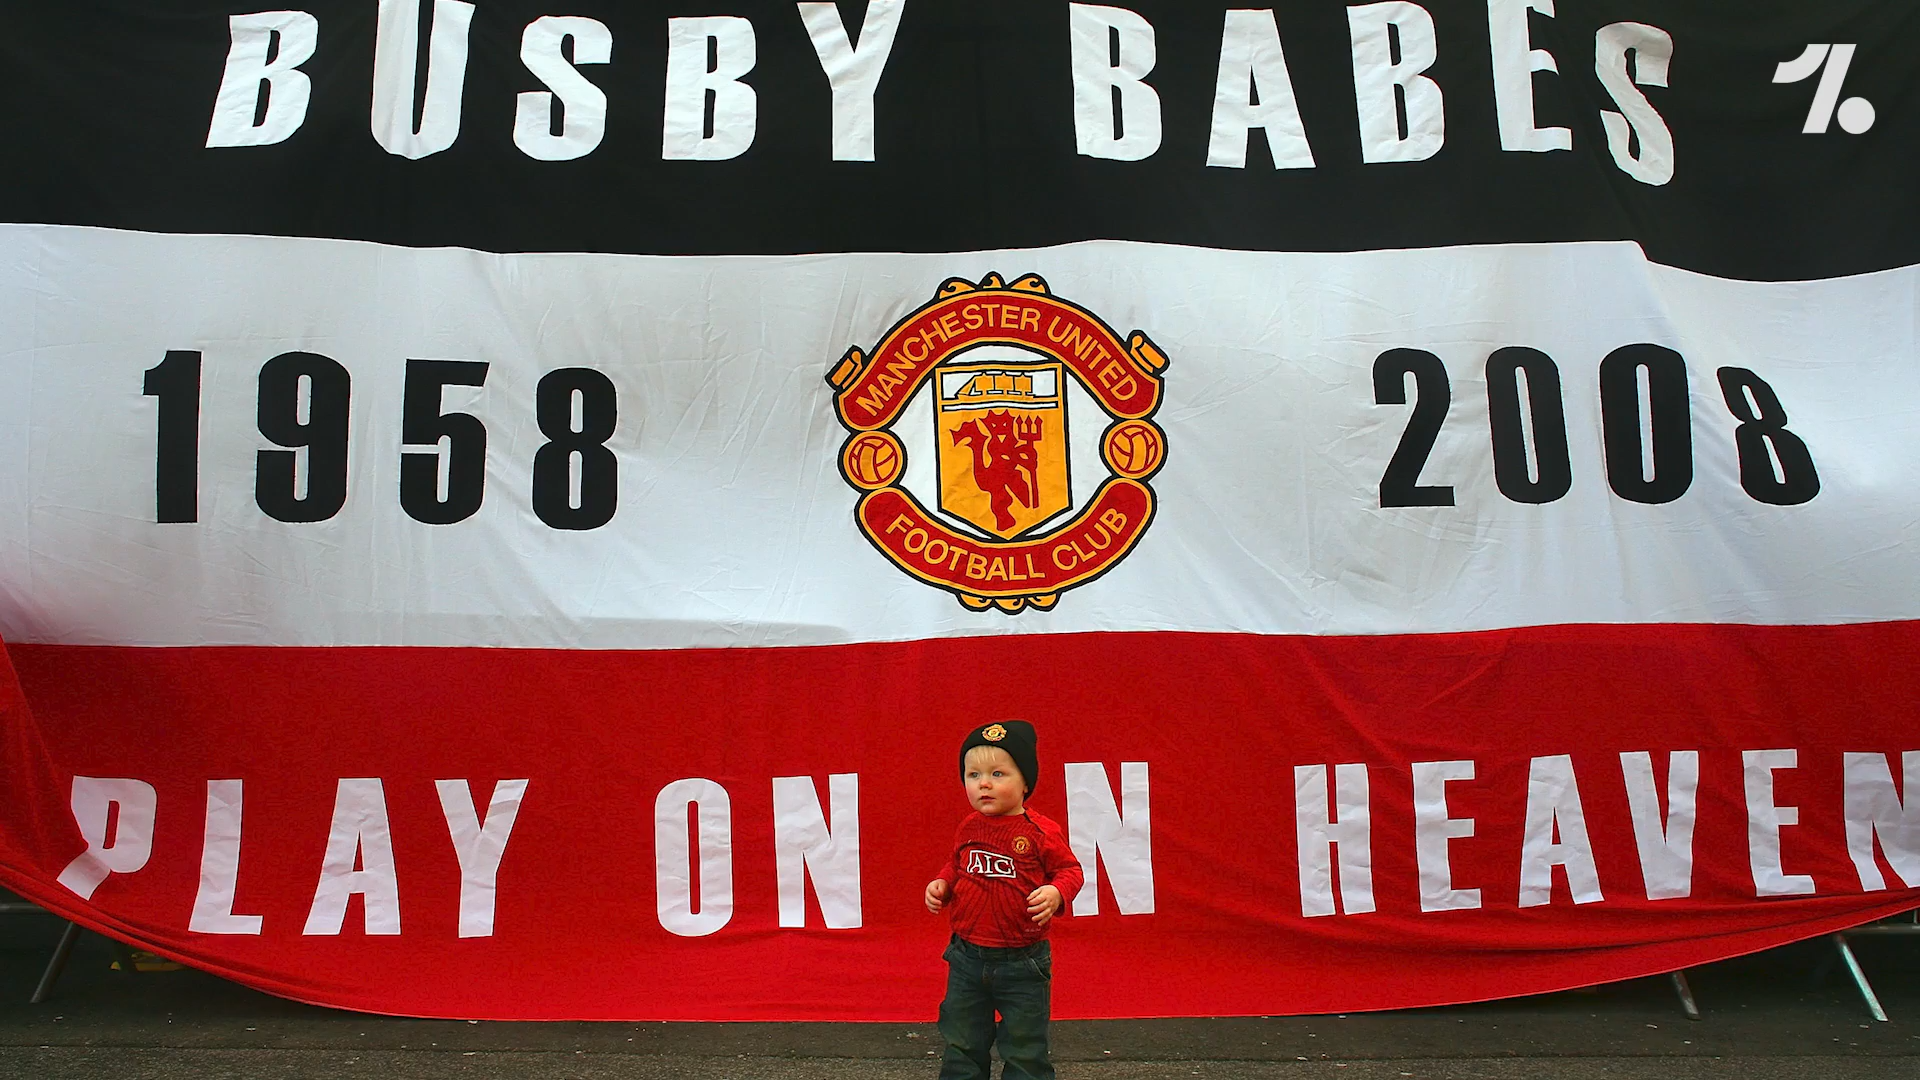 BUSBY BABES
1958 2008
MANCHESTER UNITED
FOOTBALL CLUB
PLAY ON N HEAVEN
AIG